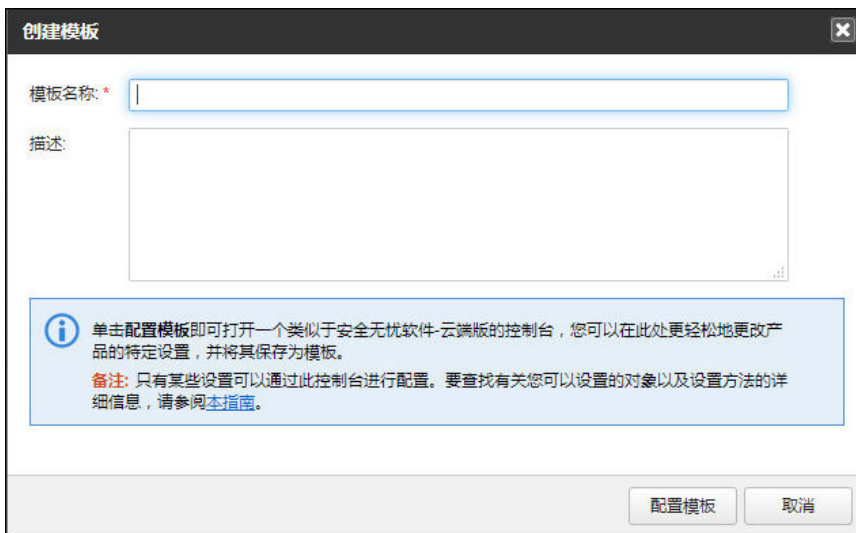 创建模板
模板名称: *
描述:
单击配置模板即可打开一个类似于安全无忧软件-云端版的控制台，您可以在此处更轻松地更改产
品的特定设置，并将其保存为模板。
备注: 只有某些设置可以通过此控制台进行配置。要查找有关您可以设置的对象以及设置方法的详
细信息，请参阅本指南。
配置模板
取消